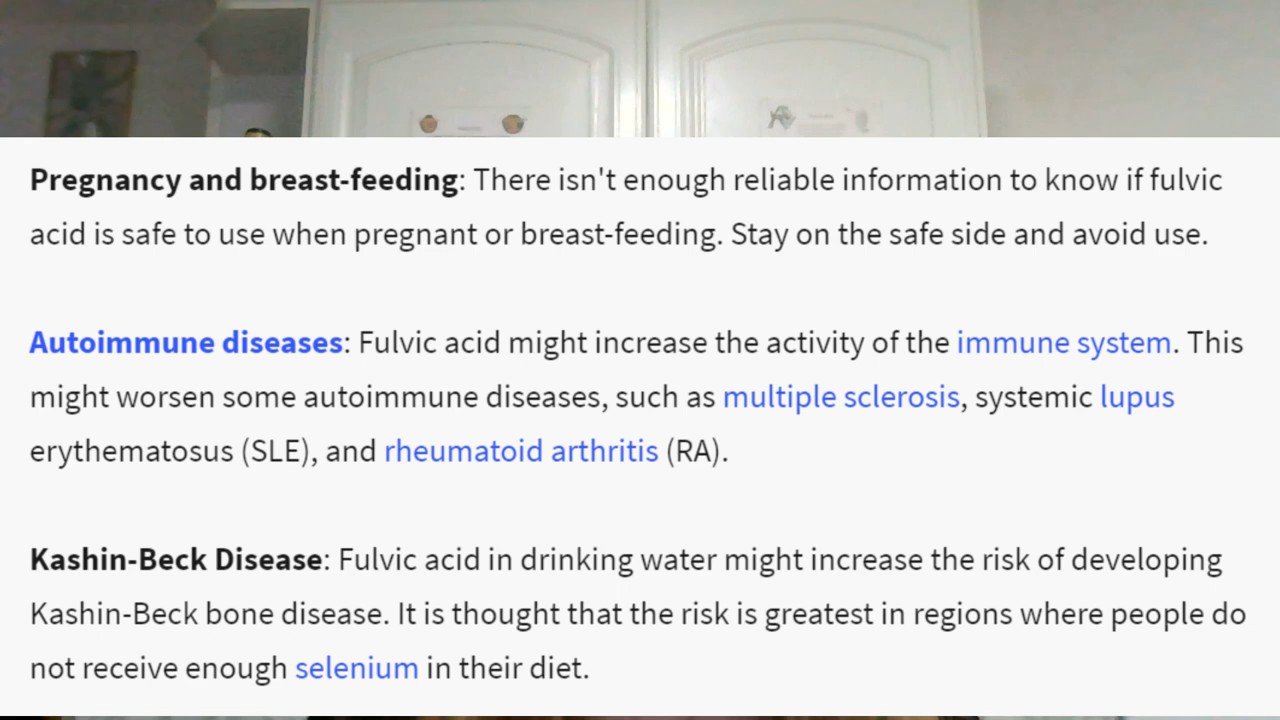 Pregnancy and breast-feeding: There isn't enough reliable information to know if fulvic
acid is safe to use when pregnant or breast-feeding. Stay on the safe side and avoid use.
Autoimmune diseases: Fulvic acid might increase the activity of the immune system. This
might worsen some autoimmune diseases, such as multiple sclerosis, systemic lupus
erythematosus (SLE), and rheumatoid arthritis (RA).
Kashin-Beck Disease: Fulvic acid in drinking water might increase the risk of developing
Kashin-Beck bone disease. It is thought that the risk is greatest in regions where people do
not receive enough selenium in their diet.